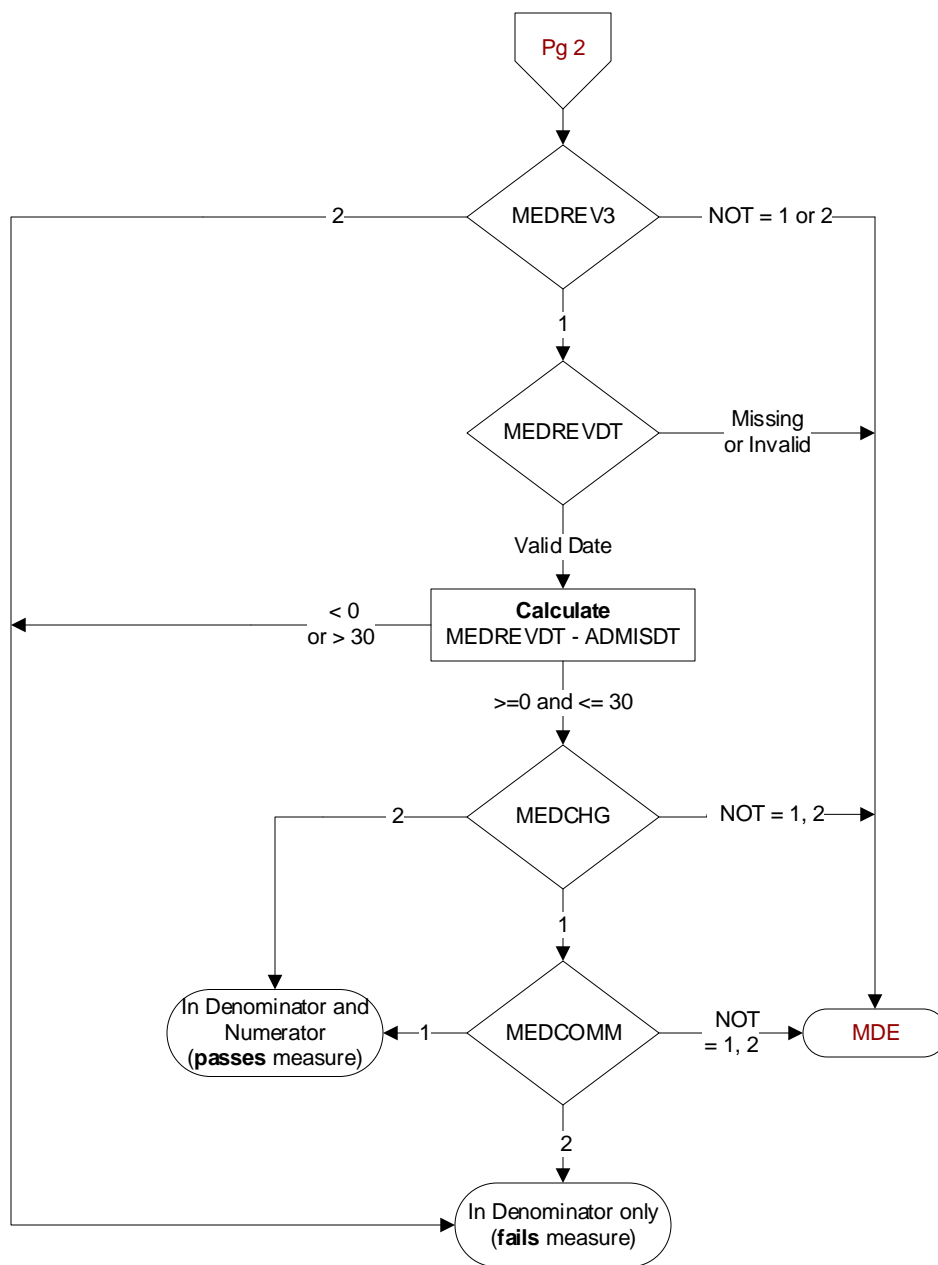 Pg 2
2
MEDREV3
NOT = 1 or 2
1
MEDREVDT
Missing
or Invalid
Valid Date
< 0
or > 30
Calculate
MEDREVDT - ADMISDT
>=0 and <= 30
2
MEDCHG
NOT = 1, 2
1
In Denominator and
Numerator
(passes measure)
1
MEDCOMM
NOT
= 1, 2
MDE
2
In Denominator only
(fails measure)